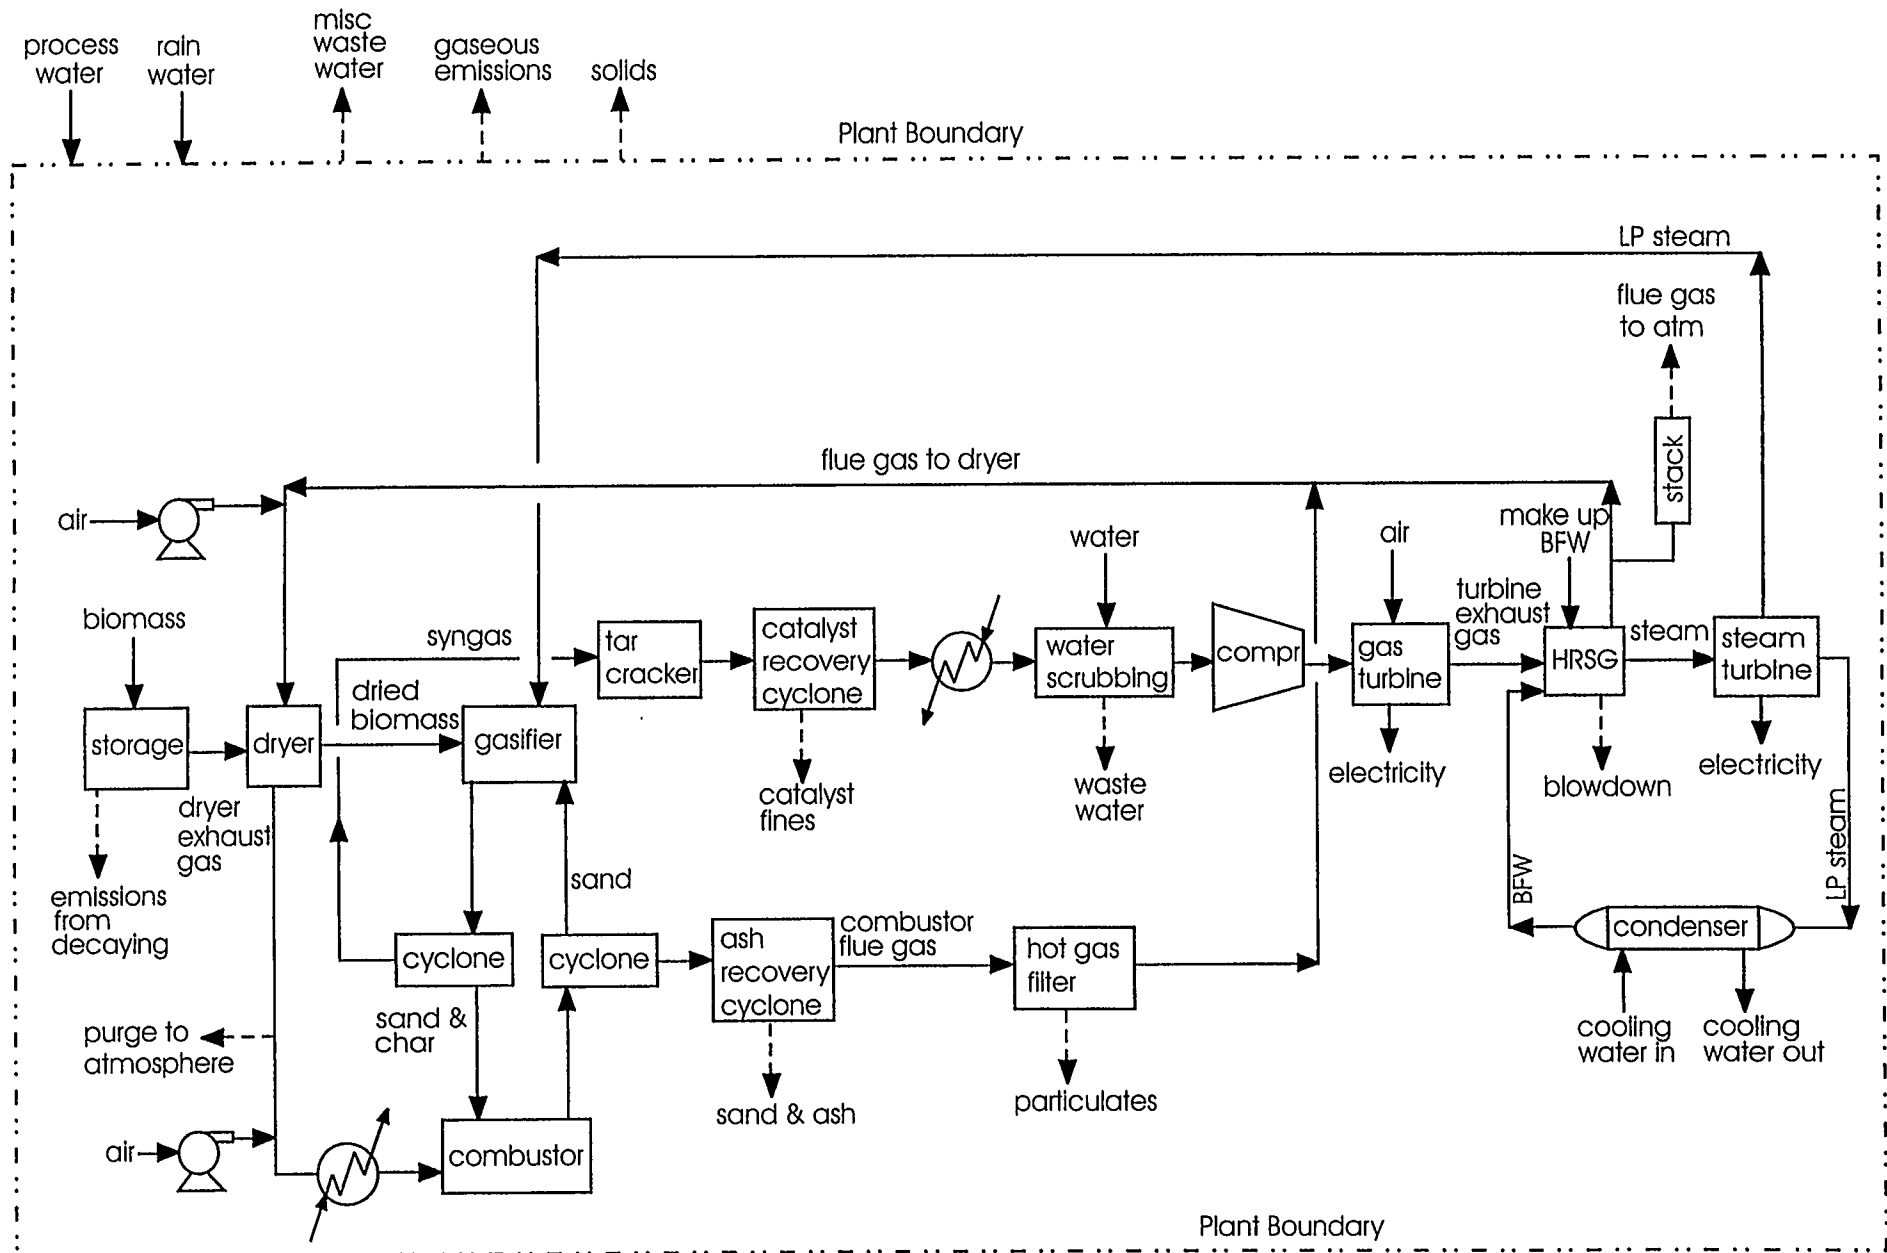 process
water
rain
water
misc
waste
water
gaseous
emissions
solids
Plant Boundary
LP steam
flue gas
to atm
stack
flue gas to dryer
air
make up
BFW
water
air
turbine
exhaust
gas
biomass
syngas
tar
cracker
catalyst
recovery
cyclone
water
scrubbing
compr
gas
turbine
HRSG
steam
steam
turbine
dried
biomass
storage
dryer
gasifier
electricity
electricity
blowdown
catalyst
fines
waste
water
dryer
exhaust
gas
emissions
from
decaying
sand
BFW
LP steam
cyclone
cyclone
ash
recovery
cyclone
combustor
flue gas
hot gas
filter
condenser
sand &
char
purge to
atmosphere
cooling
water in
cooling
water out
sand & ash
particulates
air
combustor
Plant Boundary